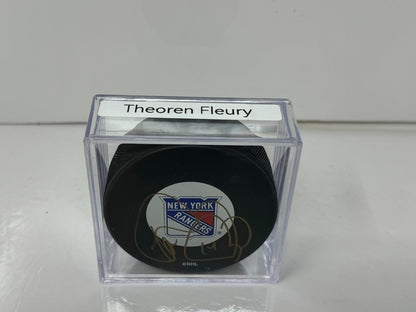 Theoren Fleury
NEW YORK
RANGERS
©NHL